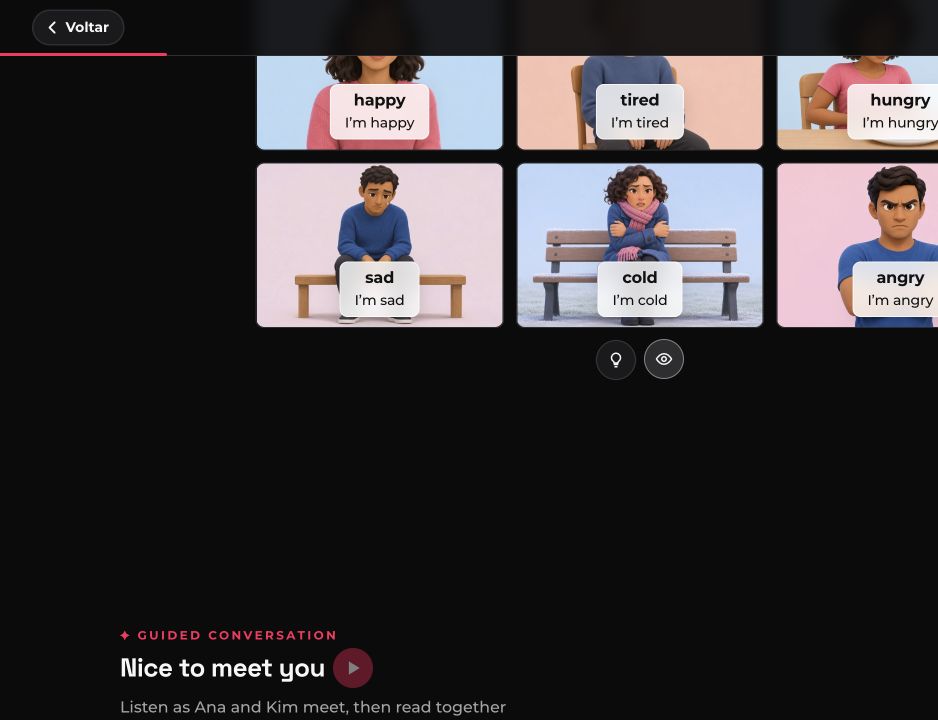 Voltar
happy
I'm happy
tired
I'm tired
hungry
I'm hungry
sad
I'm sad
cold
I'm cold
angry
I'm angry
GUIDED CONVERSATION
Nice to meet you
Listen as Ana and Kim meet, then read together